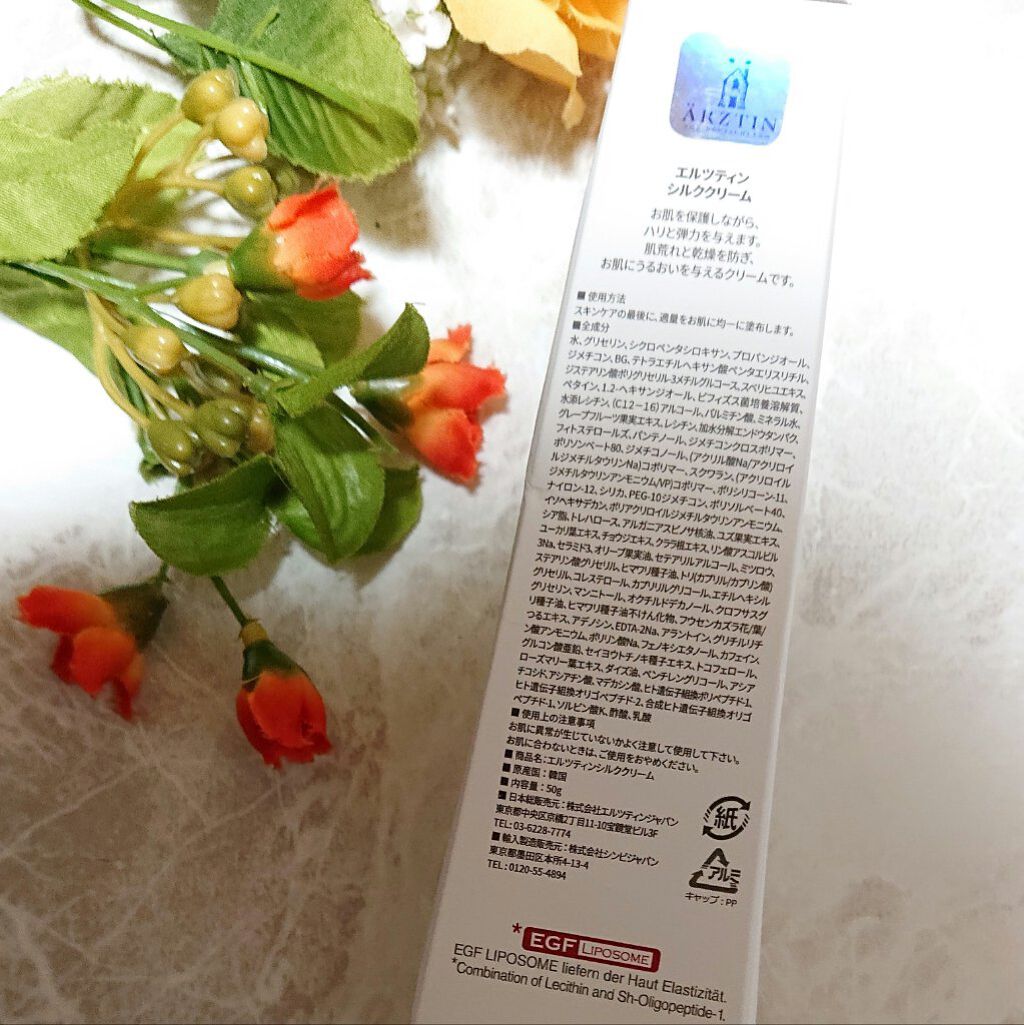 ÄRZTIN
エルツティン
シルククリーム
お肌を保護しながら、
ハリと弾力を与えます。
肌荒れと乾燥を防ぎ、
お肌にうるおいを与えるクリームです。
■ 使用方法
スキンケアの最後に、適量をお肌に均一に塗布します。
■全成分
水、グリセリン、シクロペンタシロキサン、プロパンジオール、
ジメチコン、BG、テトラエチルヘキサン酸ペンタエリスリチル、
ジステアリン酸ポリグリセリル-3メチルグルコース、スベリヒユエキス、
ベタイン、1.2-ヘキサンジオール、ビフィズス菌培養溶解質、
水添レシチン、(C12-16)アルコール、パルミチン酸、ミネラル水、
グレープフルーツ果実エキス、レシチン、加水分解エンドウタンパク、
フィトステロールズ、パンテノール、ジメチコンクロスポリマー、
ポリソルベート80、ジメチコノール、(アクリル酸Na/アクリロイ
ルジメチルタウリンNa)コポリマー、スクワラン、(アクリロイル
ジメチルタウリンアンモニウム/VP)コポリマー、ポリシリコーン-11、
ナイロン-12、シリカ、PEG-10ジメチコン、ポリソルベート40、
イソヘキサデカン、ポリアクリロイルジメチルタウリンアンモニウム、
シア脂、トレハロース、アルガニアスピノサ核油、ユズ果実エキス、
ユーカリ葉エキス、チョウジエキス、クララ根エキス、リン酸アスコルビル
3Na、セラミド3、オリーブ果実油、セテアリルアルコール、ミツロウ、
ステアリン酸グリセリル、ヒマワリ種子油、トリ(カプリル/カプリン酸)
グリセリル、コレステロール、カプリリルグリコール、エチルヘキシル
グリセリン、マンニトール、オクチルドデカノール、クロフサスグ
リ種子油、ヒマワリ種子油不けん化物、フウセンカズラ花/葉/
つるエキス、アデノシン、EDTA-2Na、アラントイン、グリチルリチ
ン酸アンモニウム、ポリリン酸Na、フェノキシエタノール、カフェイン、
グルコン酸亜鉛、セイヨウトチノキ種子エキス、トコフェロール、
ローズマリー葉エキス、ダイズ油、ペンチレングリコール、アシア
チコシド、アシアチン酸、マデカシン酸、ヒト遺伝子組換ポリペプチド-1、
ヒト遺伝子組換オリゴペプチド-2、合成ヒト遺伝子組換オリゴ
ペプチド-1、ソルビン酸K、酢酸、乳酸
■ 使用上の注意事項
お肌に異常が生じていないかよく注意して使用して下さい。
お肌に合わないときは、ご使用をおやめください。
■ 商品名：エルツティンシルククリーム
■ 原産国：韓国
■ 内容量：50g
■ 日本総販売元：株式会社エルツティンジャパン
東京都中央区京橋2丁目11-10宝鏡堂ビル3F
TEL：03-6228-7774
■ 輸入製造販売元：株式会社シンビジャパン
東京都墨田区本所4-13-4
TEL：0120-55-4894
紙
アルミ
キャップ：PP
*EGF LIPOSOME
EGF LIPOSOME liefern der Haut Elastizität.
*Combination of Lecithin and Sh-Oligopeptide-1.